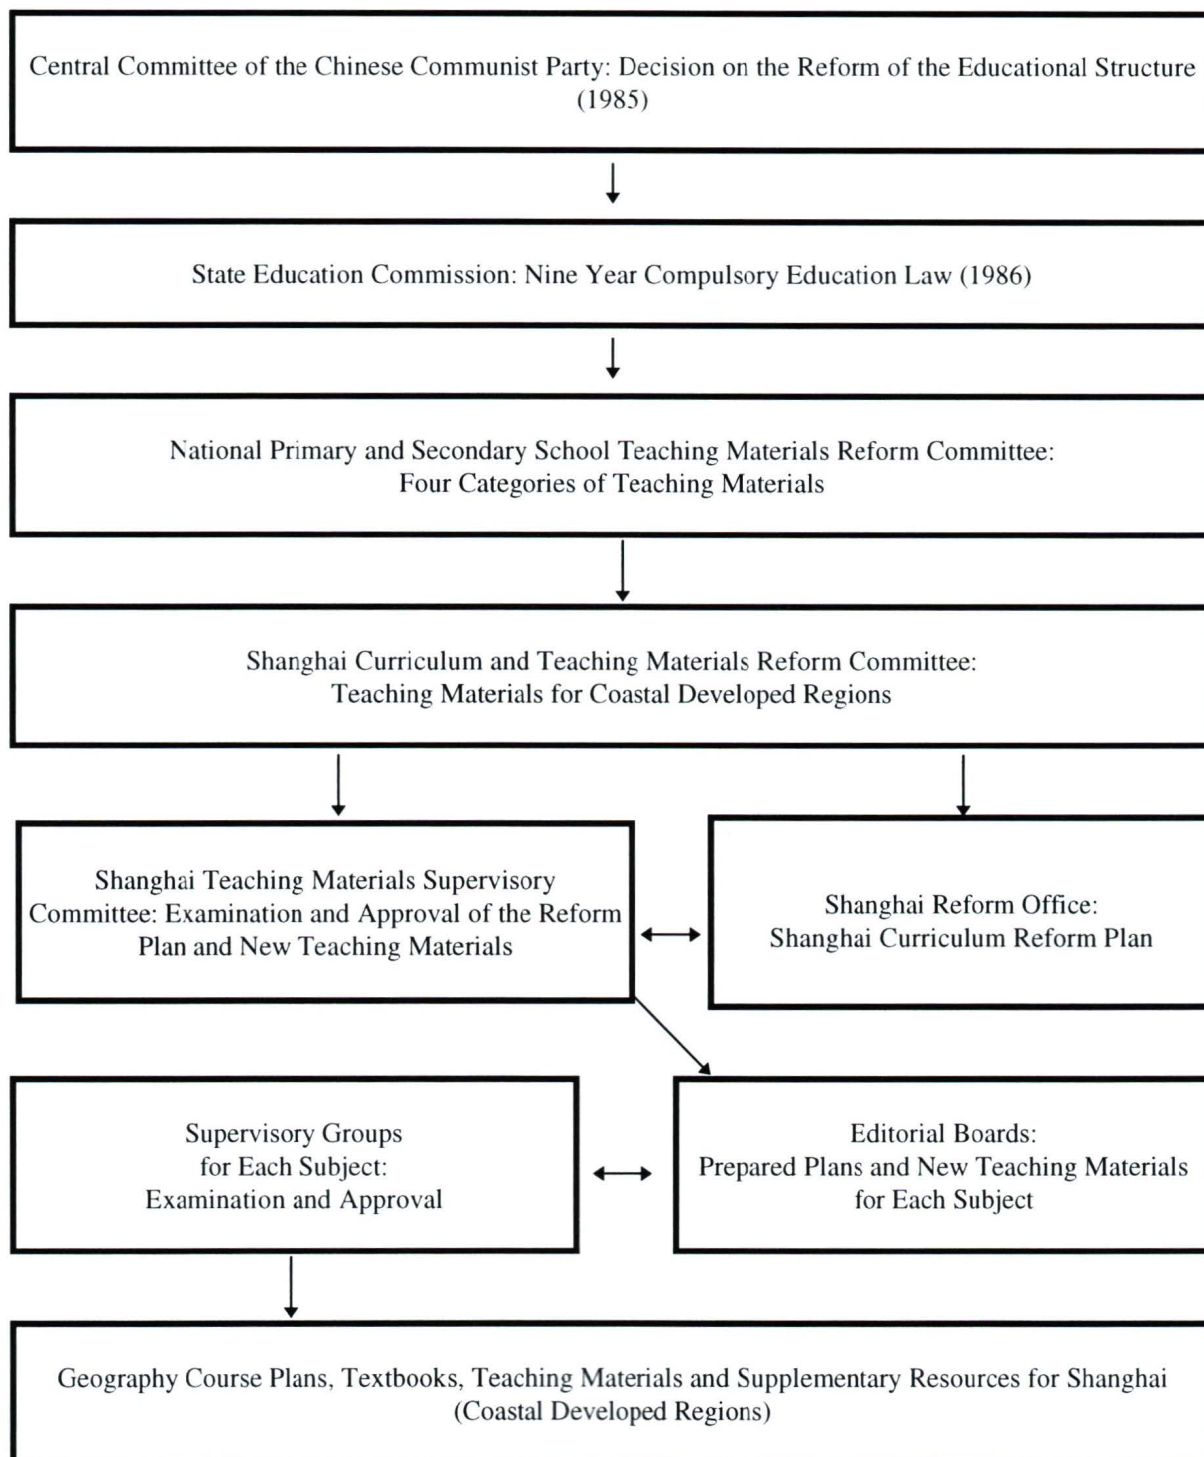 Central Committee of the Chinese Communist Party: Decision on the Reform of the Educational Structure
(1985)
State Education Commission: Nine Year Compulsory Education Law (1986)
National Primary and Secondary School Teaching Materials Reform Committee:
Four Categories of Teaching Materials
Shanghai Curriculum and Teaching Materials Reform Committee:
Teaching Materials for Coastal Developed Regions
Shanghai Teaching Materials Supervisory
Committee: Examination and Approval of the Reform
Plan and New Teaching Materials
Shanghai Reform Office:
Shanghai Curriculum Reform Plan
Supervisory Groups
for Each Subject:
Examination and Approval
Editorial Boards:
Prepared Plans and New Teaching Materials
for Each Subject
Geography Course Plans, Textbooks, Teaching Materials and Supplementary Resources for Shanghai
(Coastal Developed Regions)